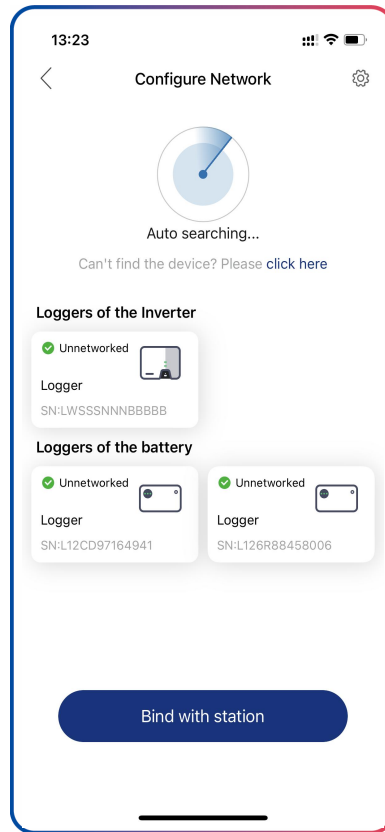 13:23
Configure Network
Auto searching...
Can't find the device? Please click here
Loggers of the Inverter
Unnetworked
Logger
SN:LWSSSNNNBBBBB
Loggers of the battery
Unnetworked
Logger
SN:L12CD97164941
Unnetworked
Logger
SN:L126R88458006
Bind with station